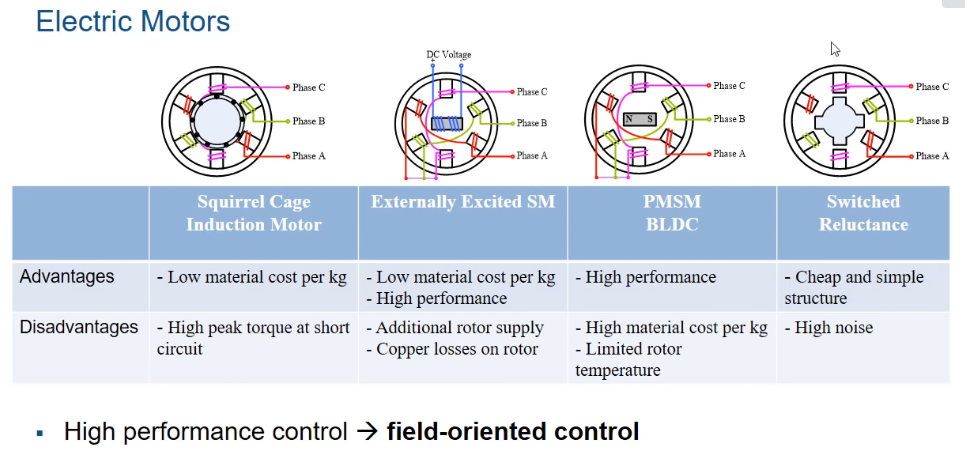 Electric Motors
DC Voltage
+ -
Phase C
Phase B
Phase A
Phase C
Phase B
Phase A
N S
Phase C
Phase B
Phase A
Phase C
Phase B
Phase A
Squirrel Cage
Induction Motor
Externally Excited SM
PMSM
BLDC
Switched
Reluctance
Advantages
- Low material cost per kg
- Low material cost per kg
- High performance
- High performance
- Cheap and simple
structure
Disadvantages
- High peak torque at short
circuit
- Additional rotor supply
- Copper losses on rotor
- High material cost per kg
- Limited rotor
temperature
- High noise
▪ High performance control → field-oriented control